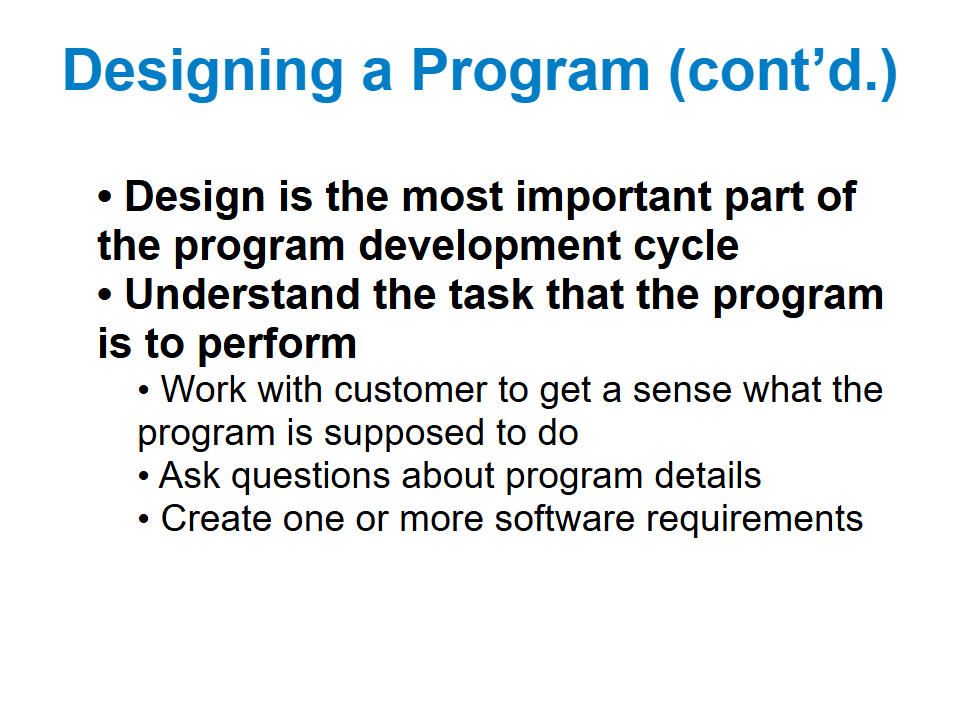 Designing a Program (cont’d.)
• Design is the most important part of
the program development cycle
• Understand the task that the program
is to perform
• Work with customer to get a sense what the
program is supposed to do
• Ask questions about program details
• Create one or more software requirements